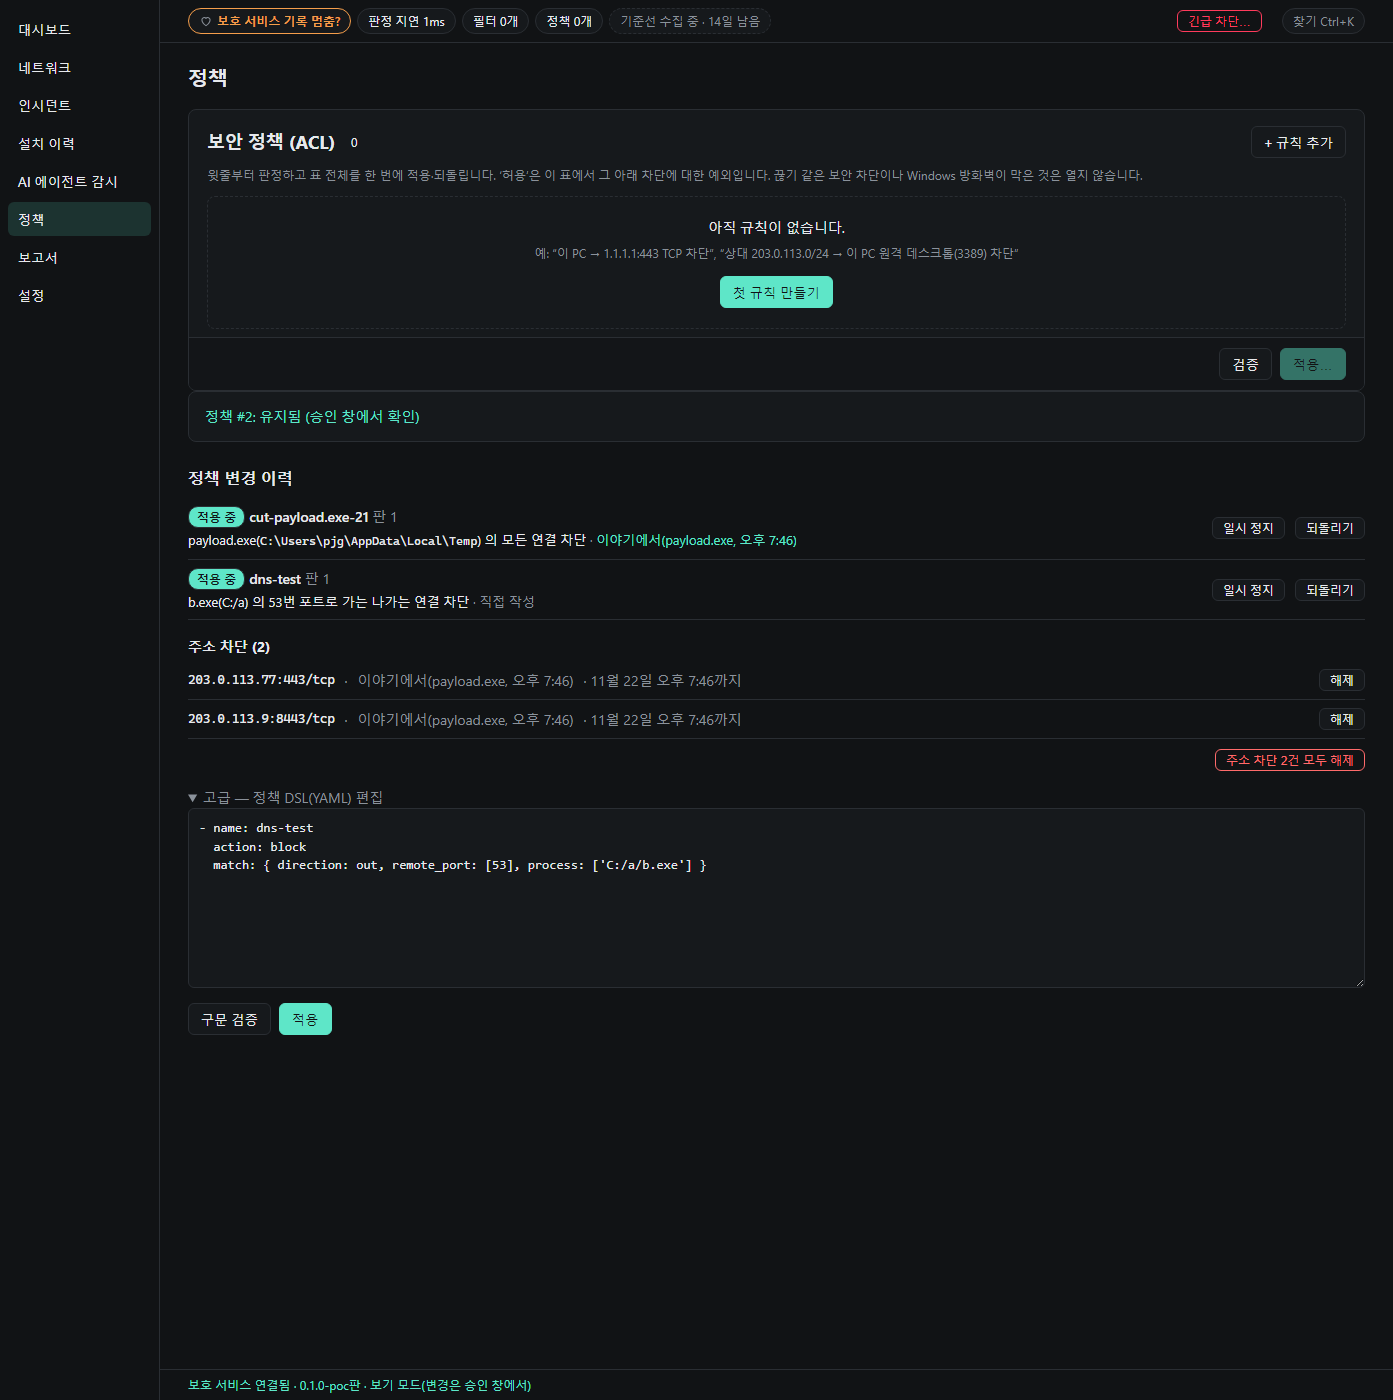 대시보드
네트워크
인시던트
설치 이력
AI 에이전트 감시
정책
보고서
설정
♡ 보호 서비스 기록 멈춤? 판정 지연 1ms 필터 0개 정책 0개 기준선 수집 중 · 14일 남음 긴급 차단... 찾기 Ctrl+K
정책
보안 정책 (ACL) 0 + 규칙 추가
윗줄부터 판정하고 표 전체를 한 번에 적용·되돌립니다. '허용'은 이 표에서 그 아래 차단에 대한 예외입니다. 끊기 같은 보안 차단이나 Windows 방화벽이 막은 것은 열지 않습니다.
아직 규칙이 없습니다.
예: “이 PC → 1.1.1.1:443 TCP 차단”, “상대 203.0.113.0/24 → 이 PC 원격 데스크톱(3389) 차단”
첫 규칙 만들기
검증 적용...
정책 #2: 유지됨 (승인 창에서 확인)
정책 변경 이력
적용 중 cut-payload.exe-21 판 1 일시 정지 되돌리기
payload.exe(C:\Users\pjg\AppData\Local\Temp) 의 모든 연결 차단 · 이야기에서(payload.exe, 오후 7:46)
적용 중 dns-test 판 1 일시 정지 되돌리기
b.exe(C:/a) 의 53번 포트로 가는 나가는 연결 차단 · 직접 작성
주소 차단 (2)
203.0.113.77:443/tcp · 이야기에서(payload.exe, 오후 7:46) · 11월 22일 오후 7:46까지 해제
203.0.113.9:8443/tcp · 이야기에서(payload.exe, 오후 7:46) · 11월 22일 오후 7:46까지 해제
주소 차단 2건 모두 해제
▼ 고급 — 정책 DSL(YAML) 편집
- name: dns-test
  action: block
  match: { direction: out, remote_port: [53], process: ['C:/a/b.exe'] }
구문 검증 적용
보호 서비스 연결됨 · 0.1.0-poc판 · 보기 모드(변경은 승인 창에서)